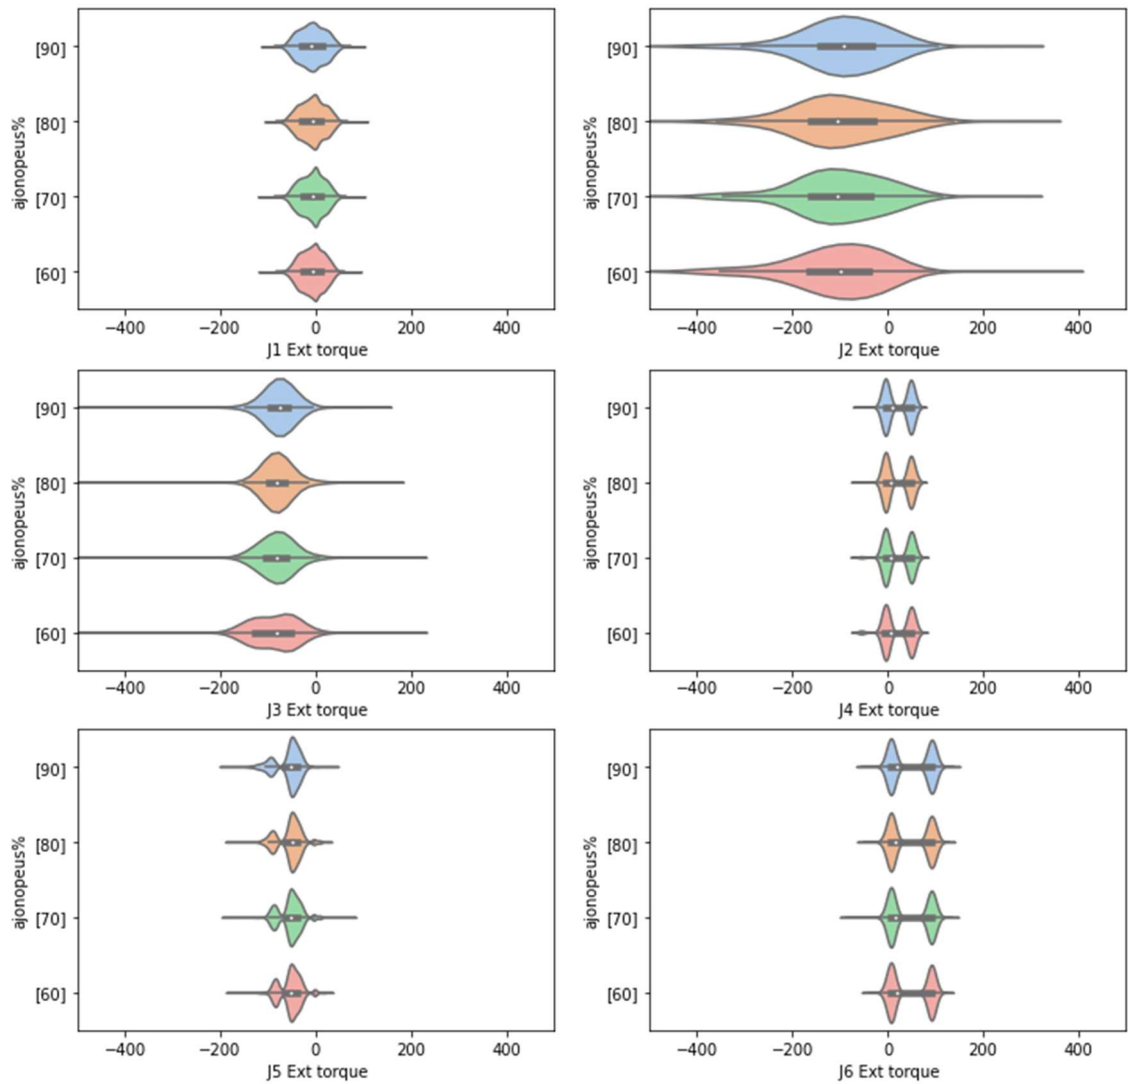 ajonopeus%
[90]
[80]
[70]
[60]
−400 −200 0 200 400
J1 Ext torque
ajonopeus%
[90]
[80]
[70]
[60]
−400 −200 0 200 400
J2 Ext torque
ajonopeus%
[90]
[80]
[70]
[60]
−400 −200 0 200 400
J3 Ext torque
ajonopeus%
[90]
[80]
[70]
[60]
−400 −200 0 200 400
J4 Ext torque
ajonopeus%
[90]
[80]
[70]
[60]
−400 −200 0 200 400
J5 Ext torque
ajonopeus%
[90]
[80]
[70]
[60]
−400 −200 0 200 400
J6 Ext torque